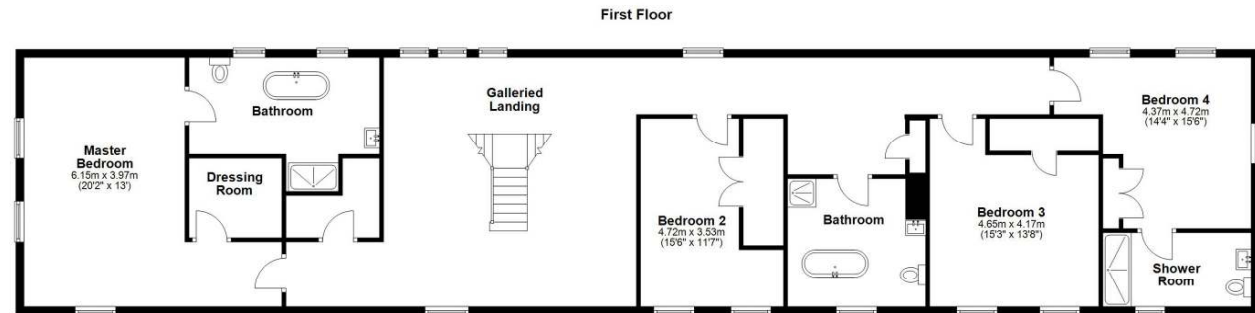 First Floor
Master
Bedroom
6.15m x 3.97m
(20'2" x 13')
Bathroom
Dressing
Room
Galleried
Landing
Bedroom 2
4.72m x 3.53m
(15'6" x 11'7")
Bathroom
Bedroom 3
4.65m x 4.17m
(15'3" x 13'8")
Bedroom 4
4.37m x 4.72m
(14'4" x 15'6")
Shower
Room